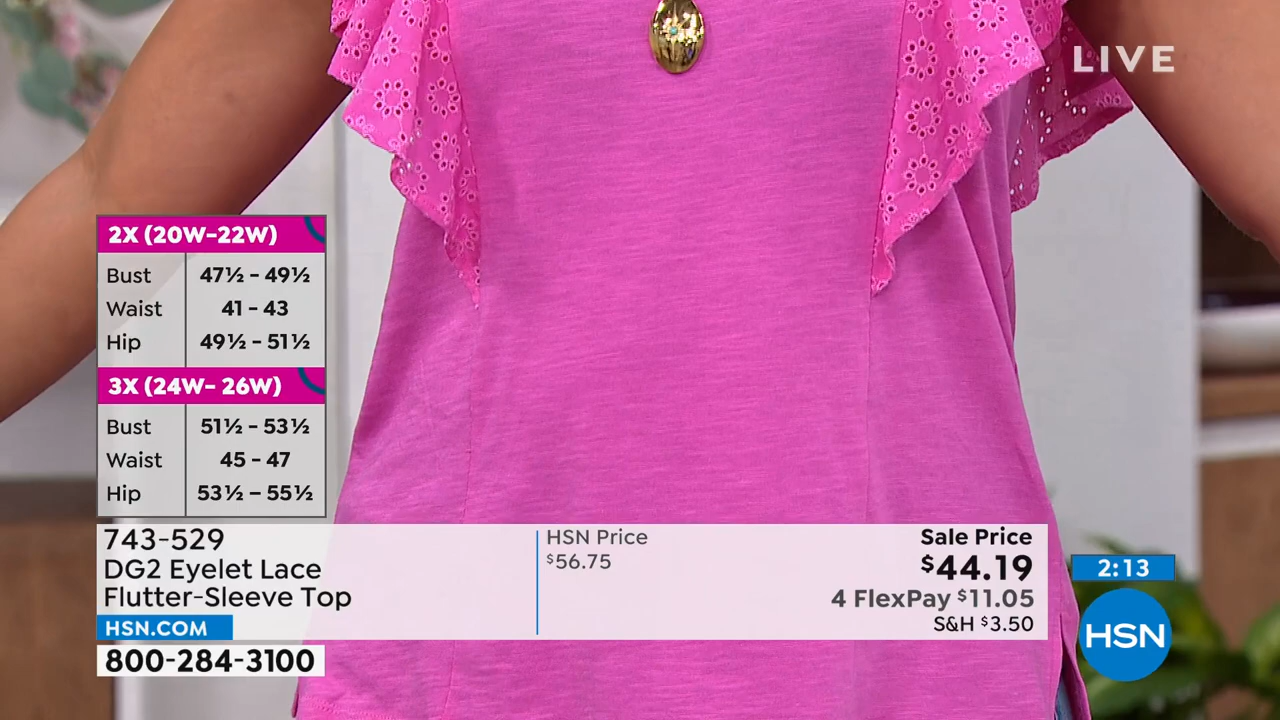 LIVE
2X (20W-22W)
Bust 47½ - 49½
Waist 41 - 43
Hip 49½ - 51½
3X (24W- 26W)
Bust 51½ - 53½
Waist 45 - 47
Hip 53½ - 55½
743-529
DG2 Eyelet Lace
Flutter-Sleeve Top
HSN.COM
800-284-3100
HSN Price
$56.75
Sale Price
$44.19
4 FlexPay $11.05
S&H $3.50
2:13
HSN